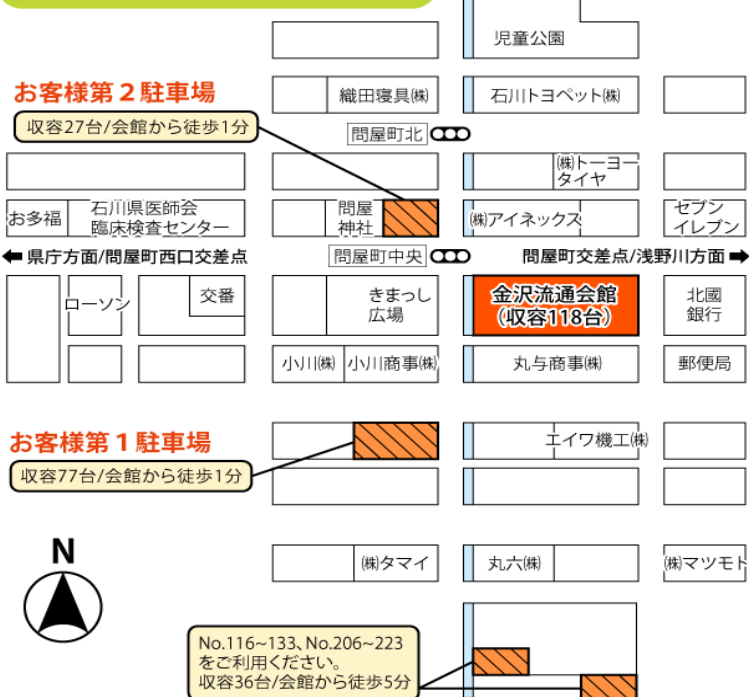 児童公園
お客様第2駐車場
織田寝具㈱
石川トヨペット㈱
収容27台/会館から徒歩1分
問屋町北
㈱トーヨー
タイヤ
お多福
石川県医師会
臨床検査センター
問屋
神社
㈱アイネックス
セブン
イレブン
県庁方面/問屋町西口交差点
問屋町中央
問屋町交差点/浅野川方面
ローソン
交番
きまっし
広場
金沢流通会館
（収容118台）
北國
銀行
小川㈱
小川商事㈱
丸与商事㈱
郵便局
お客様第1駐車場
エイワ機工㈱
収容77台/会館から徒歩1分
N
㈱タマイ
丸六㈱
㈱マツモト
No.116~133、No.206~223
をご利用ください。
収容36台/会館から徒歩5分